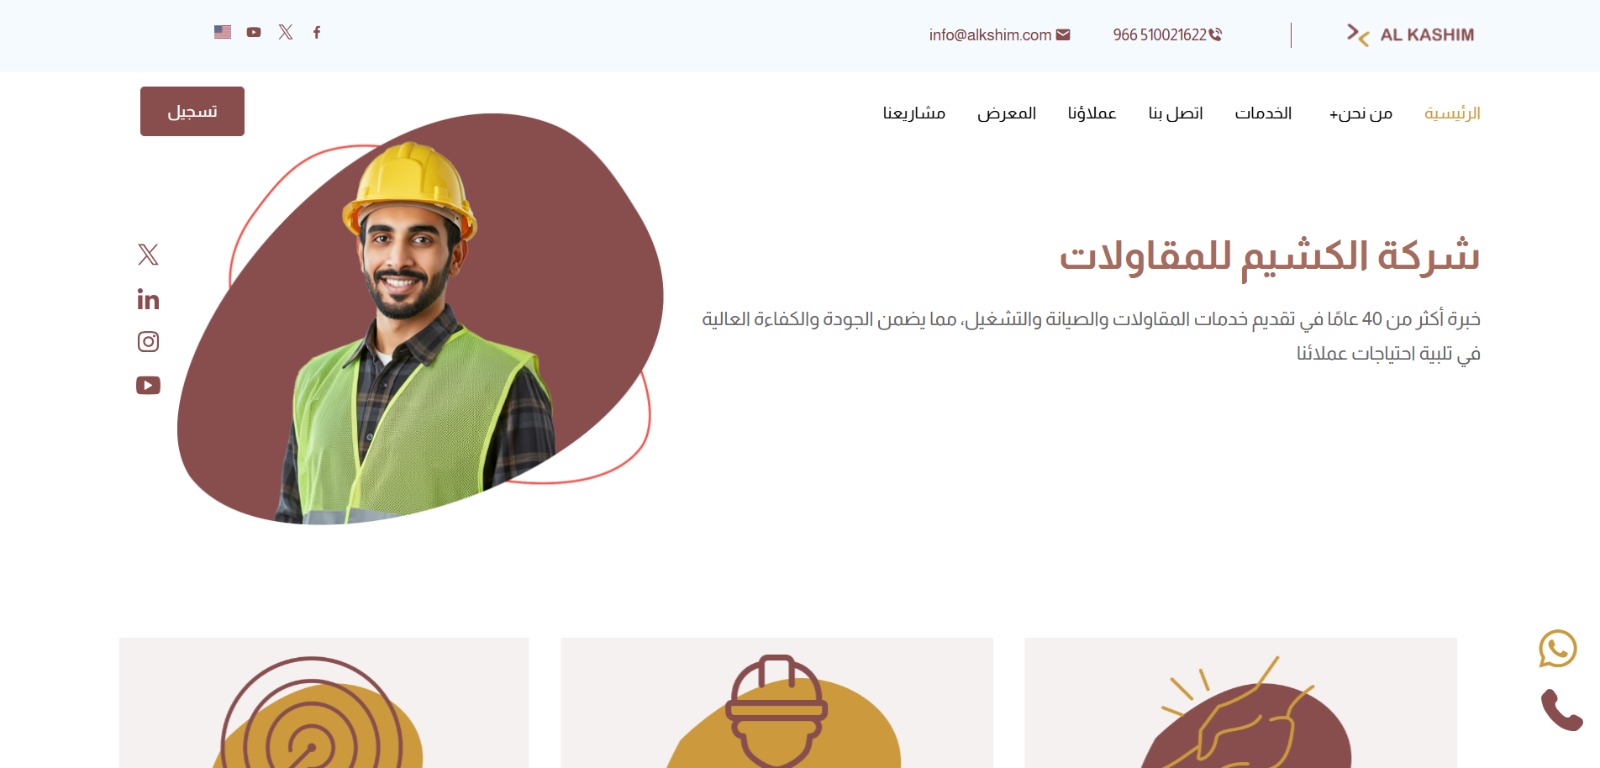 AL KASHIM
966 510021622
info@alkshim.com
الرئيسية
من نحن+
الخدمات
اتصل بنا
عملاؤنا
المعرض
مشاريعنا
تسجيل
شركة الكشيم للمقاولات
خبرة أكثر من 40 عامًا في تقديم خدمات المقاولات والصيانة والتشغيل، مما يضمن الجودة والكفاءة العالية
في تلبية احتياجات عملائنا